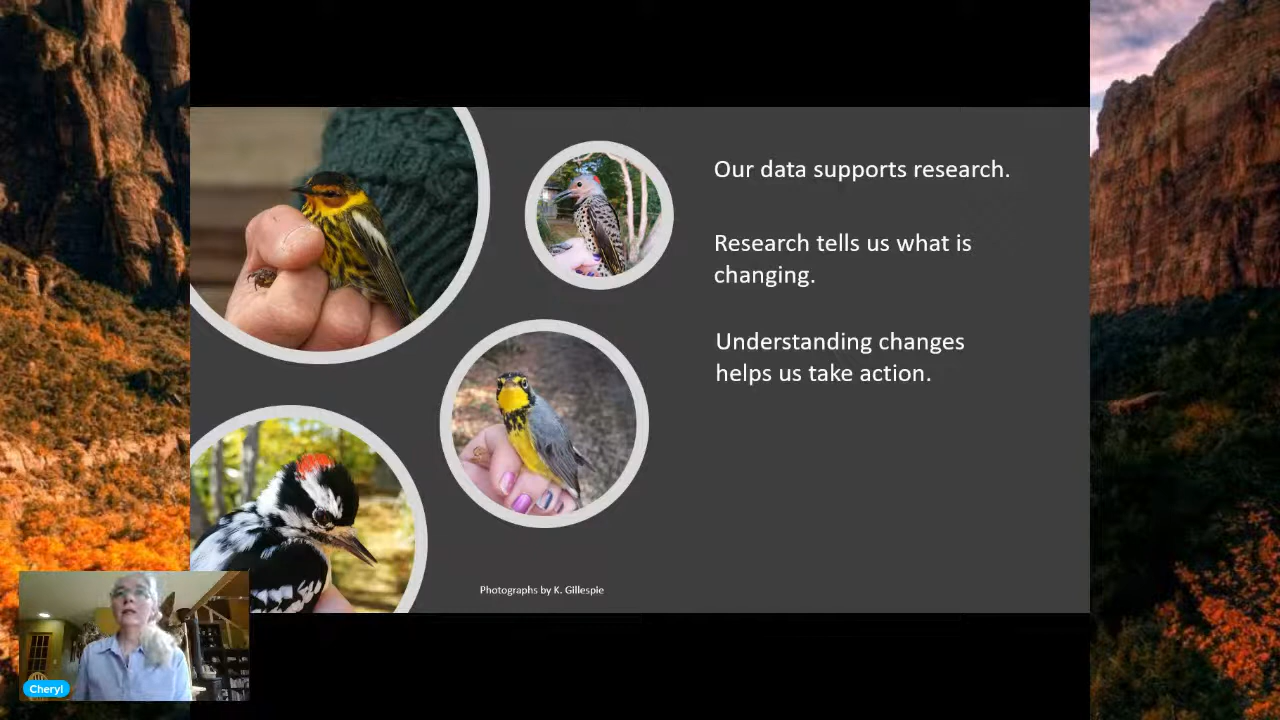 Our data supports research.
Research tells us what is
changing.
Understanding changes
helps us take action.
Photographs by K. Gillespie
Cheryl